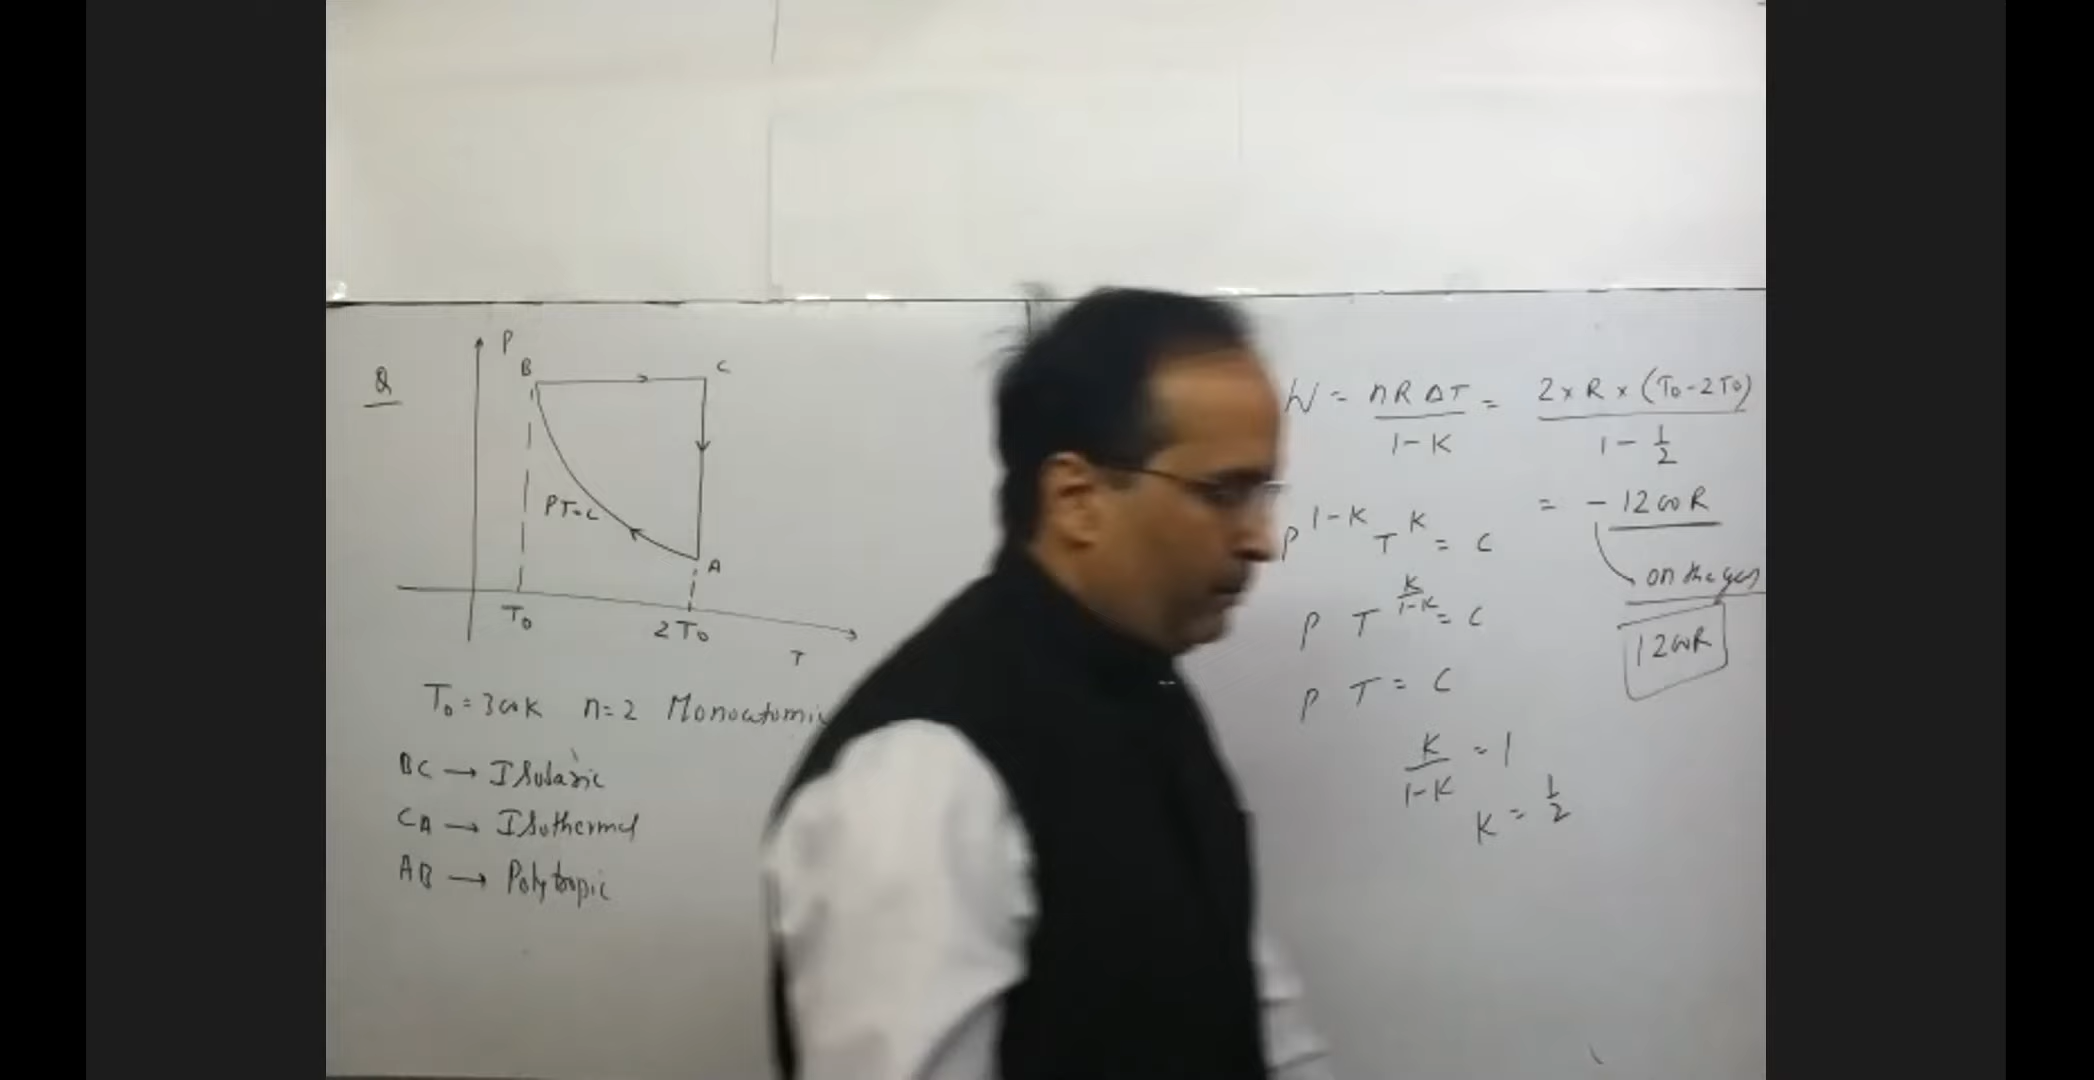 Q
P
B
C
PT=C
A
T₀
2T₀
T
T₀ = 300K n=2 Monoatomic
BC → Isobaric
CA → Isothermal
AB → Polytropic
W = nRΔT / 1-K = 2×R×(T₀-2T₀) / 1-1/2
= -1200R
on the gas
1200R
P^(1-K) T^K = C
P T^(K/1-K) = C
P T = C
K/1-K = 1
K = 1/2